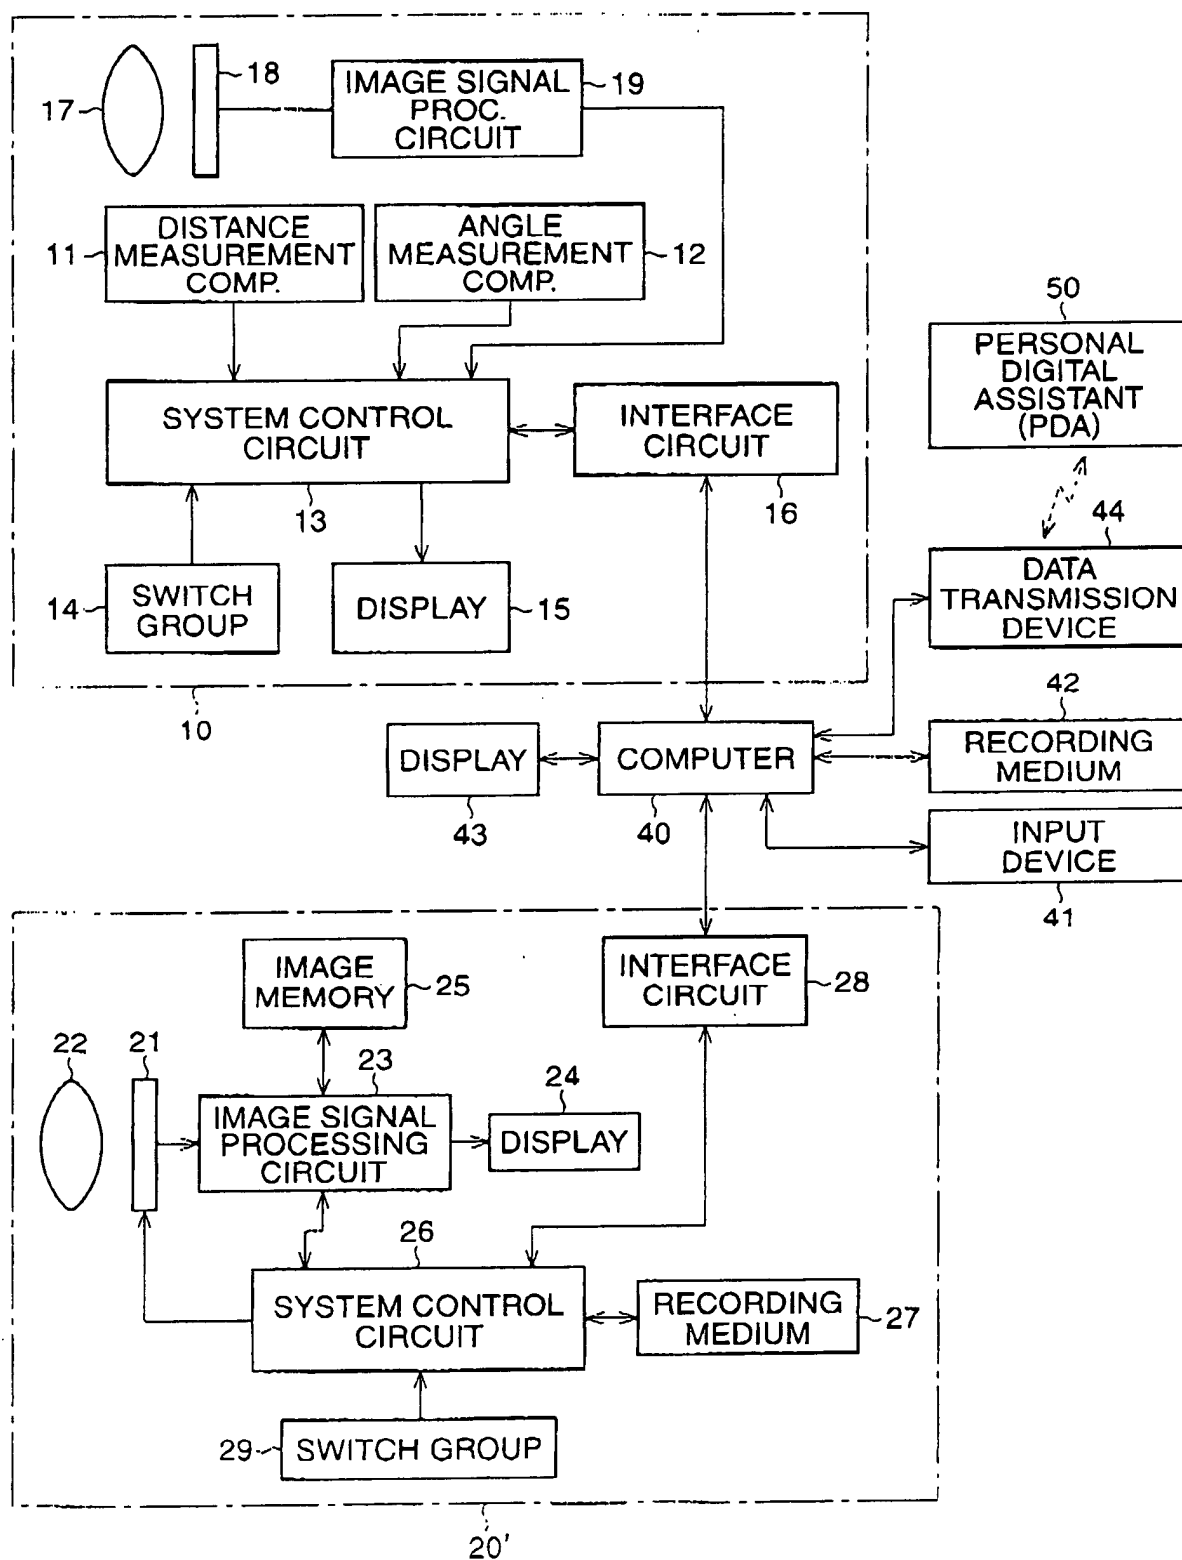 17
18
IMAGE SIGNAL
PROC.
CIRCUIT
19
11
DISTANCE
MEASUREMENT
COMP.
ANGLE
MEASUREMENT
COMP.
12
SYSTEM CONTROL
CIRCUIT
13
INTERFACE
CIRCUIT
16
14
SWITCH
GROUP
DISPLAY
15
10
50
PERSONAL
DIGITAL
ASSISTANT
(PDA)
44
DATA
TRANSMISSION
DEVICE
42
RECORDING
MEDIUM
DISPLAY
43
COMPUTER
40
INPUT
DEVICE
41
IMAGE
MEMORY
25
INTERFACE
CIRCUIT
28
22
21
23
IMAGE SIGNAL
PROCESSING
CIRCUIT
24
DISPLAY
26
SYSTEM CONTROL
CIRCUIT
RECORDING
MEDIUM
27
29
SWITCH GROUP
20'